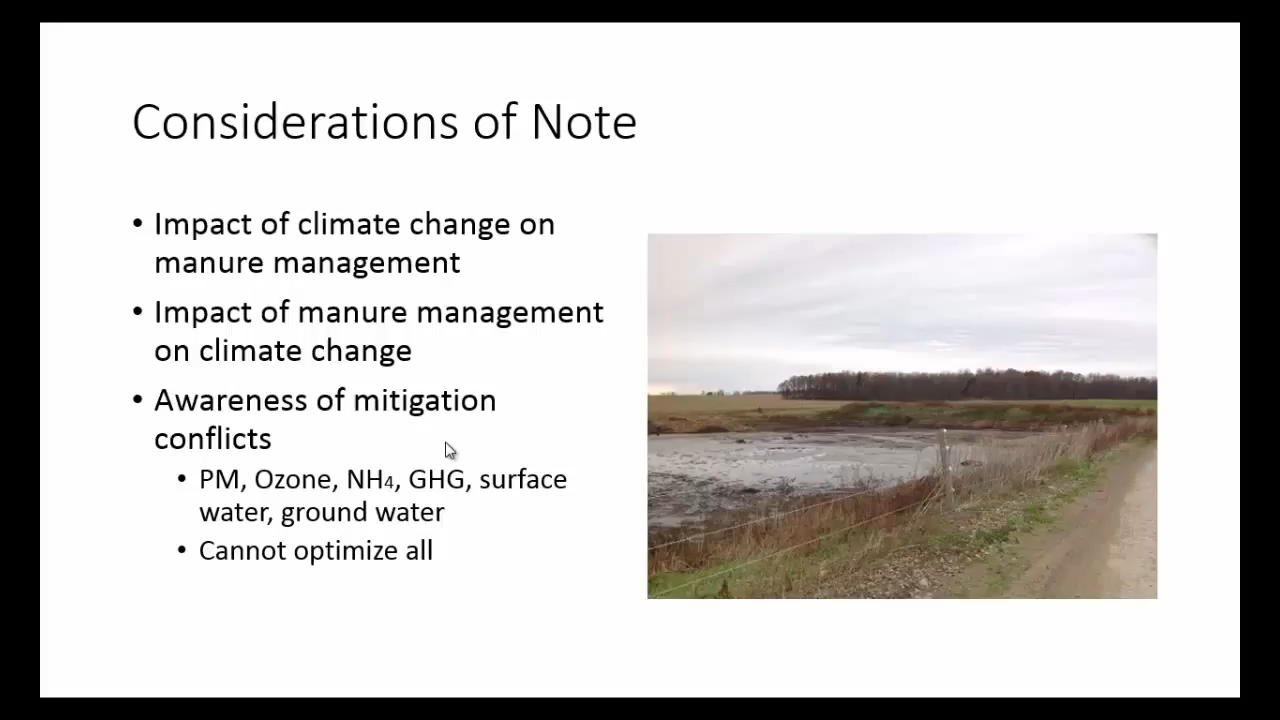 Considerations of Note
• Impact of climate change on
manure management
• Impact of manure management
on climate change
• Awareness of mitigation
conflicts
• PM, Ozone, NH₄, GHG, surface
water, ground water
• Cannot optimize all